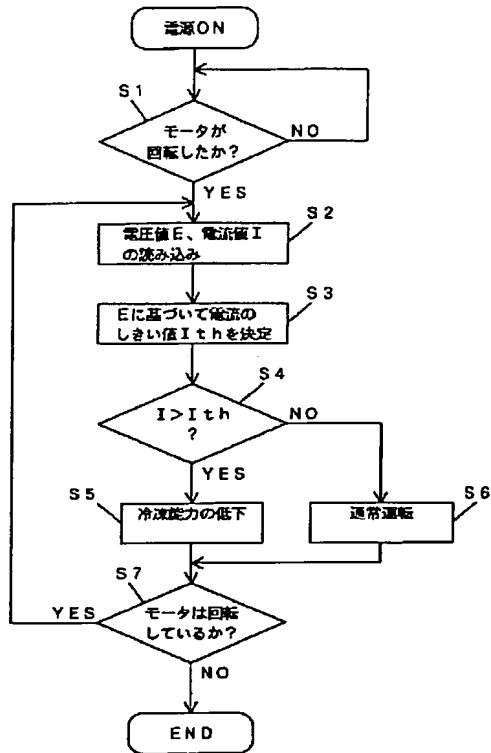 電源ON
S1
モータが
回転したか?
NO
YES
S2
電圧値E、電流値I
の読み込み
S3
Eに基づいて電流の
しきい値Ithを決定
S4
I>Ith
?
NO
YES
S5
冷凍能力の低下
S6
通常運転
S7
YES
モータは回転
しているか?
NO
END